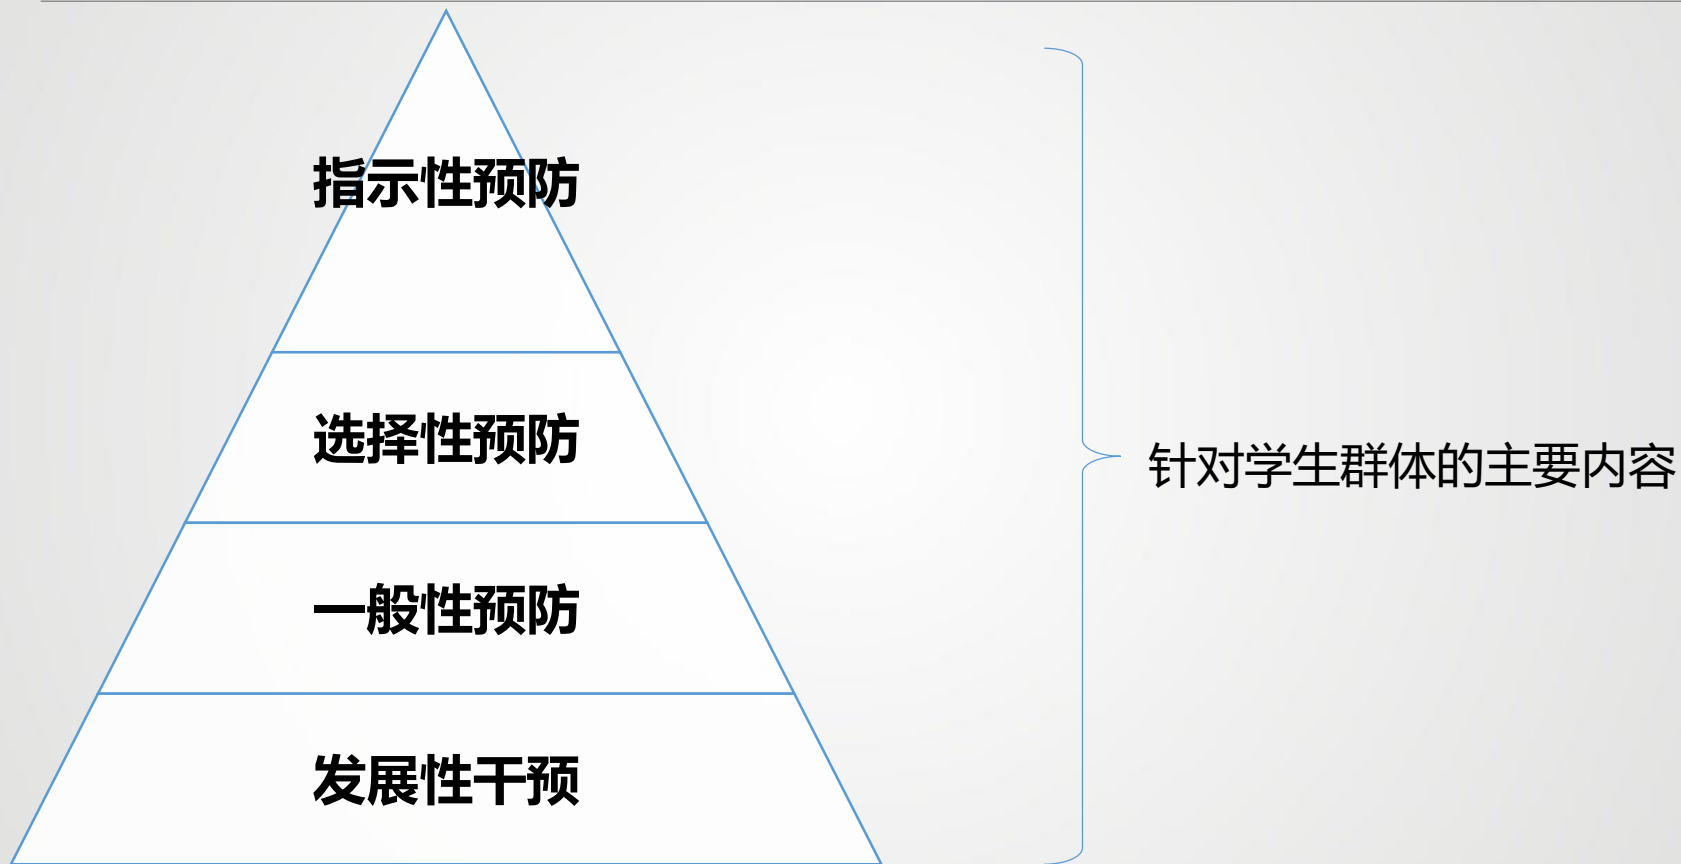 指示性预防
选择性预防
针对学生群体的主要内容
一般性预防
发展性干预